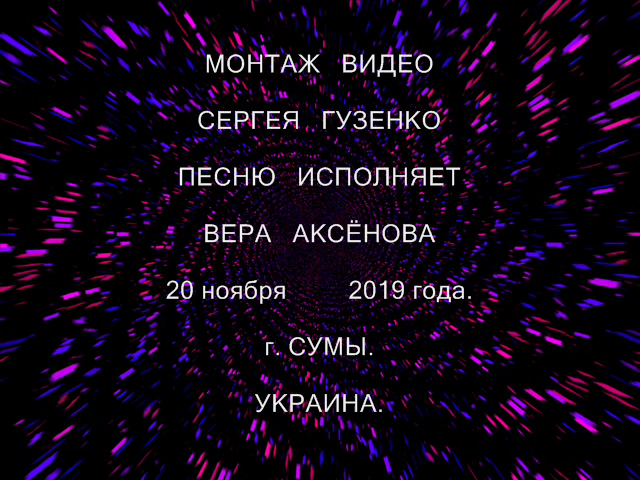 МОНТАЖ ВИДЕО
СЕРГЕЯ ГУЗЕНКО
ПЕСНЮ ИСПОЛНЯЕТ
ВЕРА АКСЁНОВА
20 ноября 2019 года.
г. СУМЫ.
УКРАИНА.